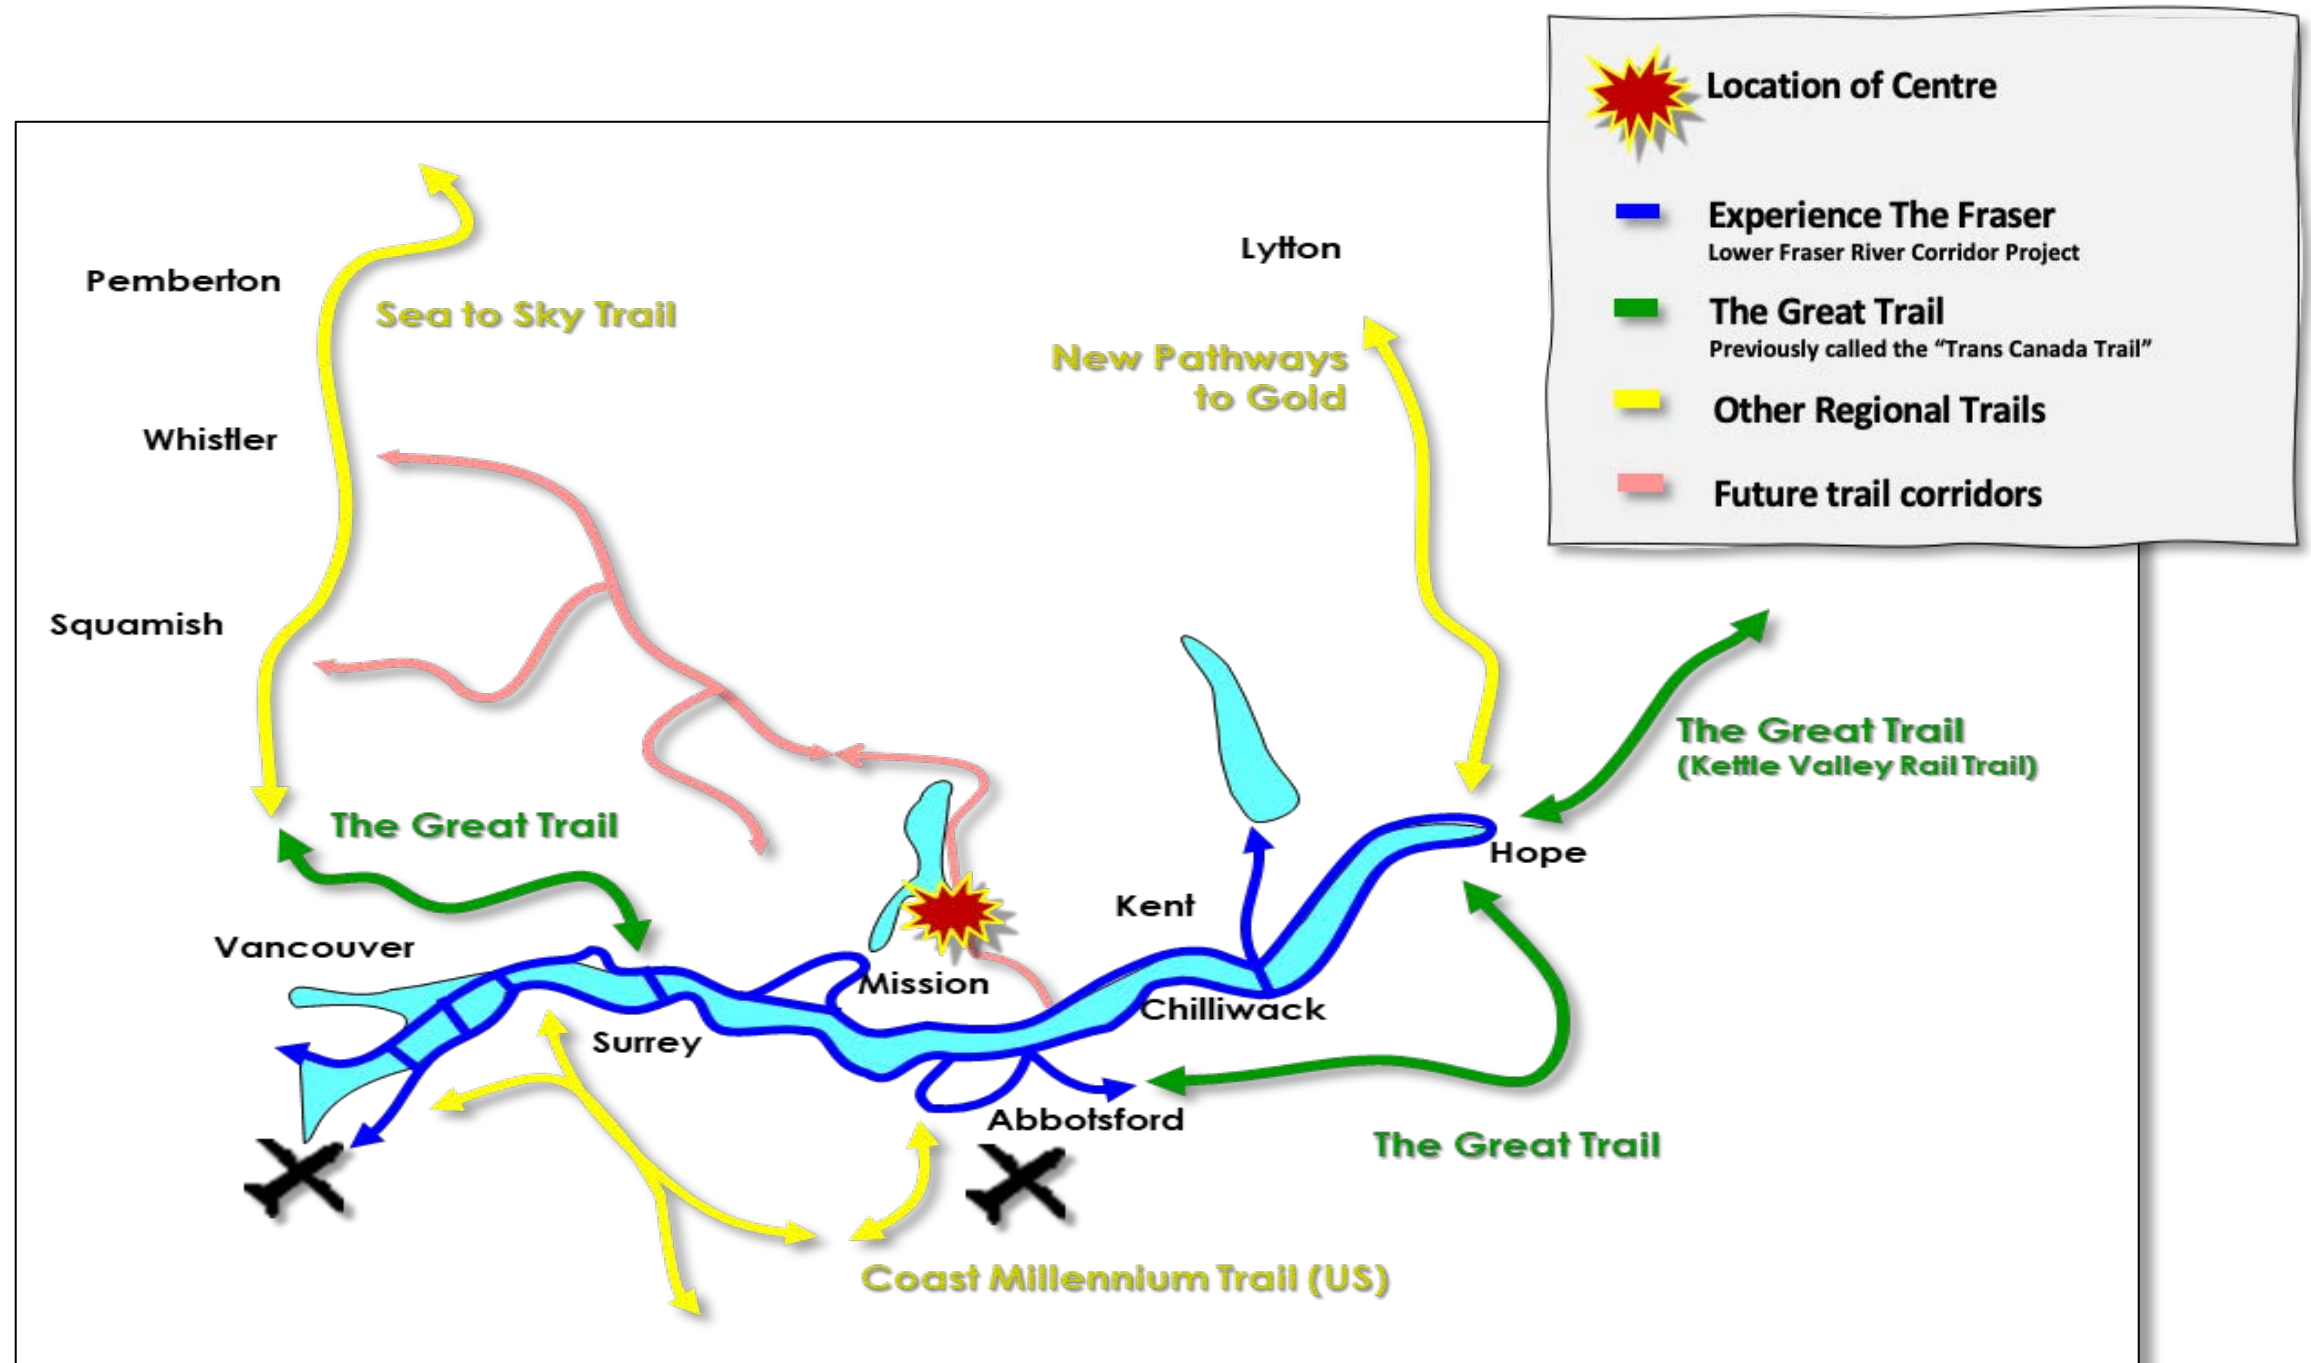 Location of Centre
Experience The Fraser
Lower Fraser River Corridor Project
The Great Trail
Previously called the “Trans Canada Trail”
Other Regional Trails
Future trail corridors
Lytton
Pemberton
Sea to Sky Trail
New Pathways
to Gold
Whistler
Squamish
The Great Trail
(Kettle Valley Rail Trail)
The Great Trail
Hope
Kent
Vancouver
Mission
Chilliwack
Surrey
Abbotsford
The Great Trail
Coast Millennium Trail (US)